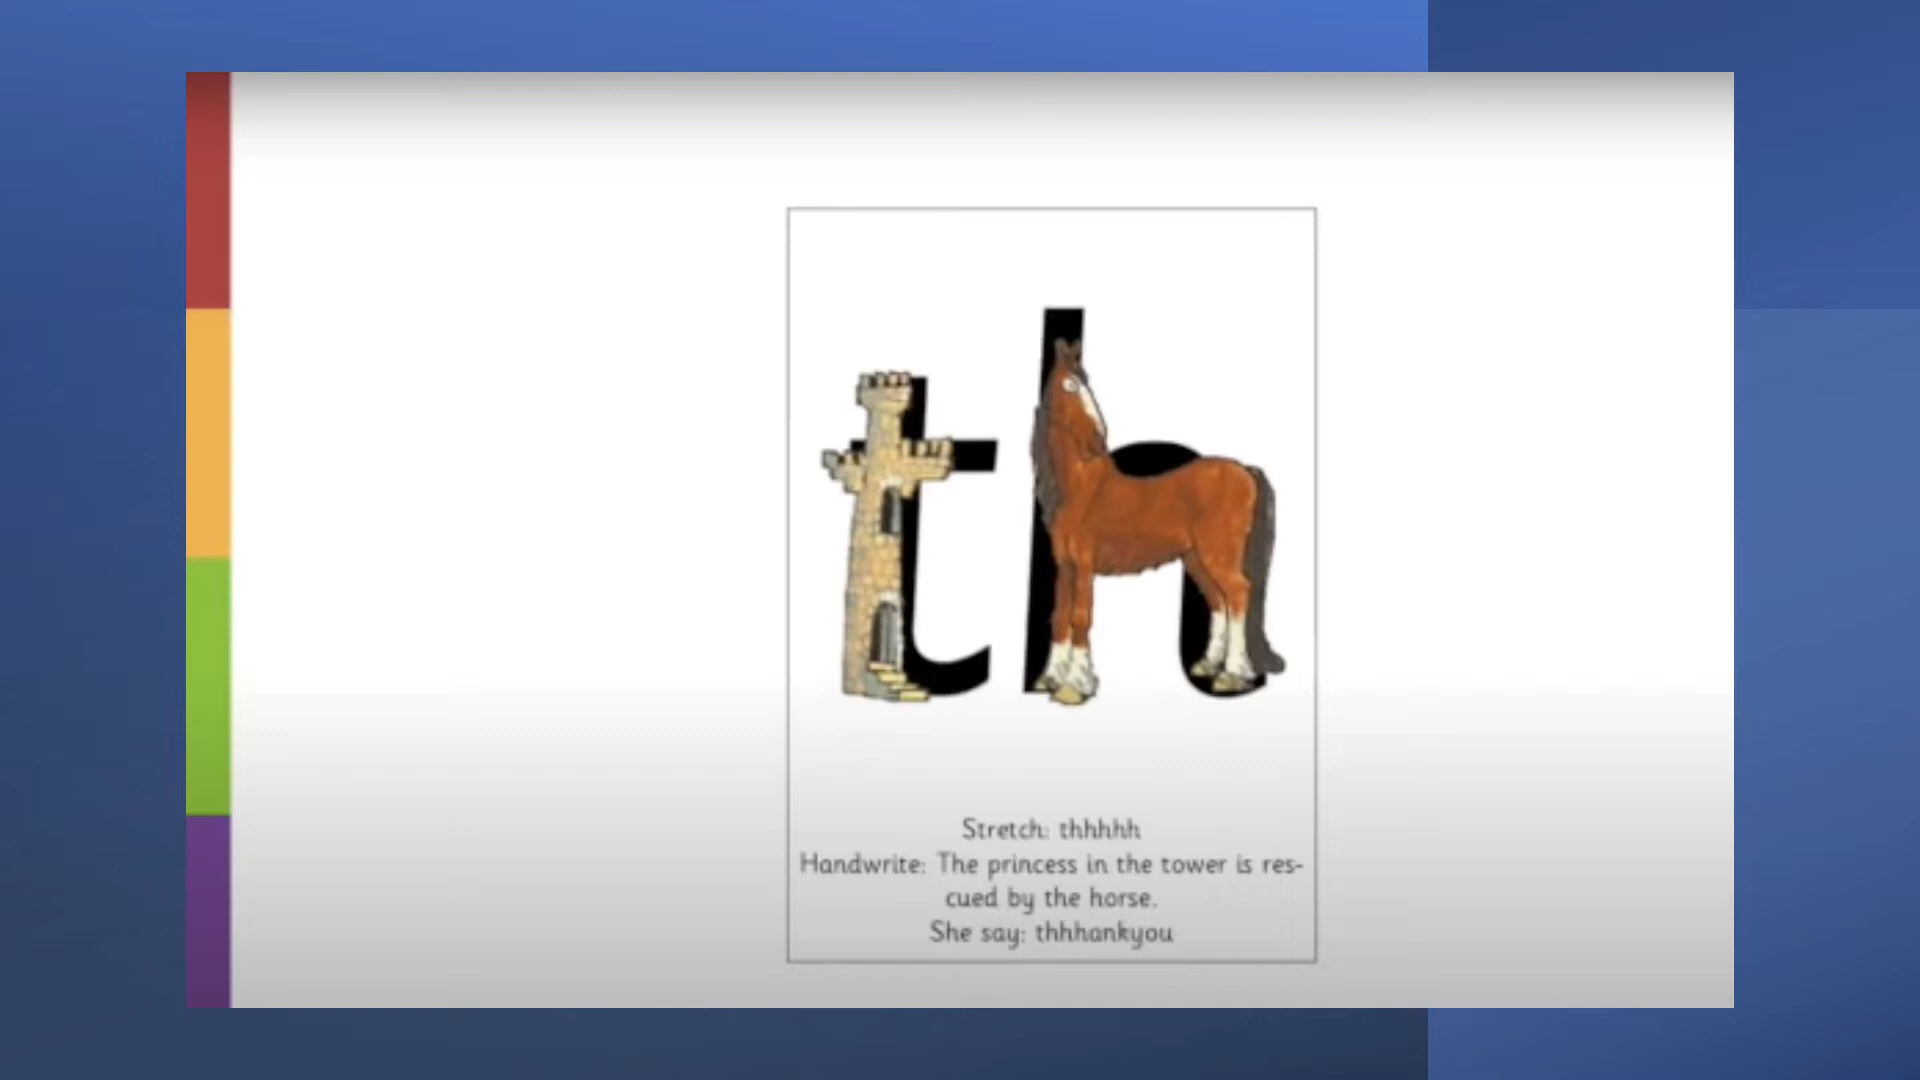 th
Stretch: thhhhh
Handwrite: The princess in the tower is res-
cued by the horse.
She say: thhhankyou